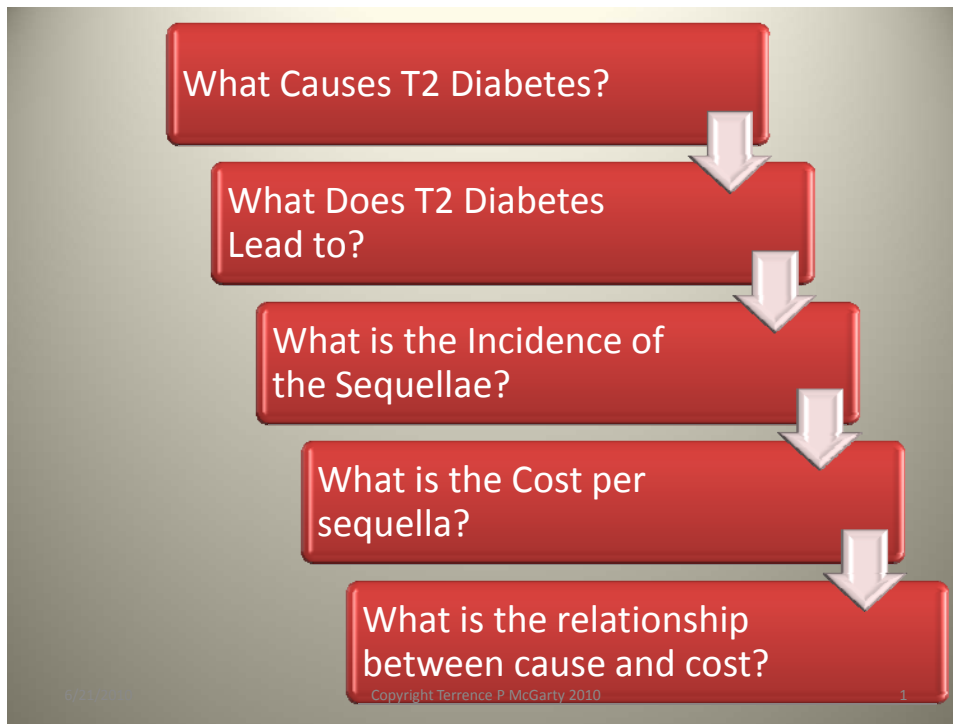 What Causes T2 Diabetes?
What Does T2 Diabetes
Lead to?
What is the Incidence of
the Sequellae?
What is the Cost per
sequella?
What is the relationship
between cause and cost?
Copyright Terrence P McGarty 2010
1